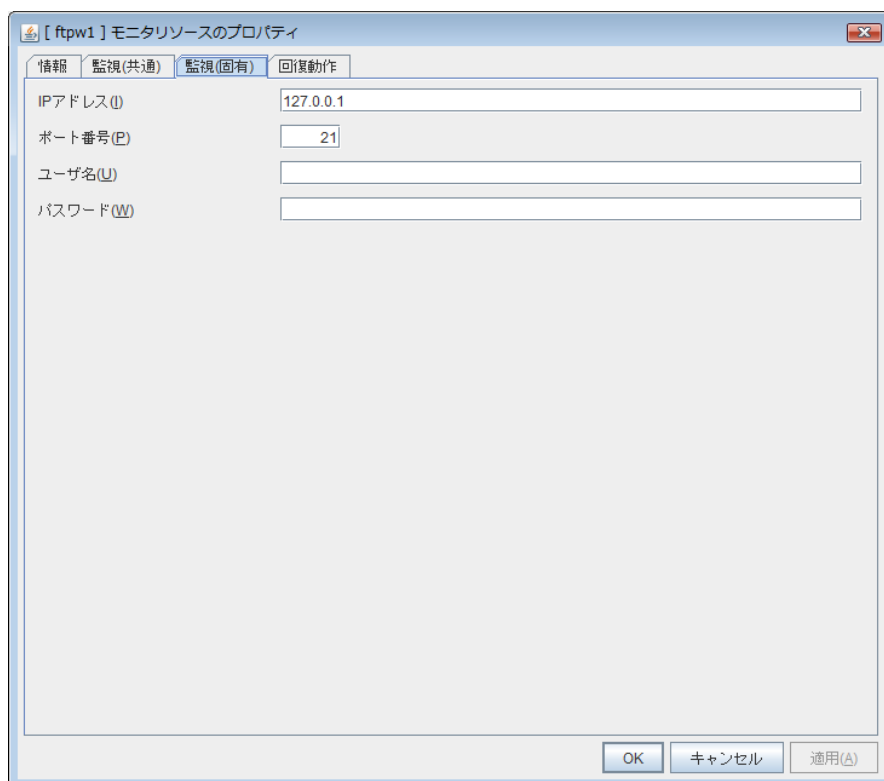 [ ftpw1 ] モニタリソースのプロパティ
情報 監視(共通) 監視(固有) 回復動作
IPアドレス(I) 127.0.0.1
ポート番号(P) 21
ユーザ名(U)
パスワード(W)
OK キャンセル 適用(A)